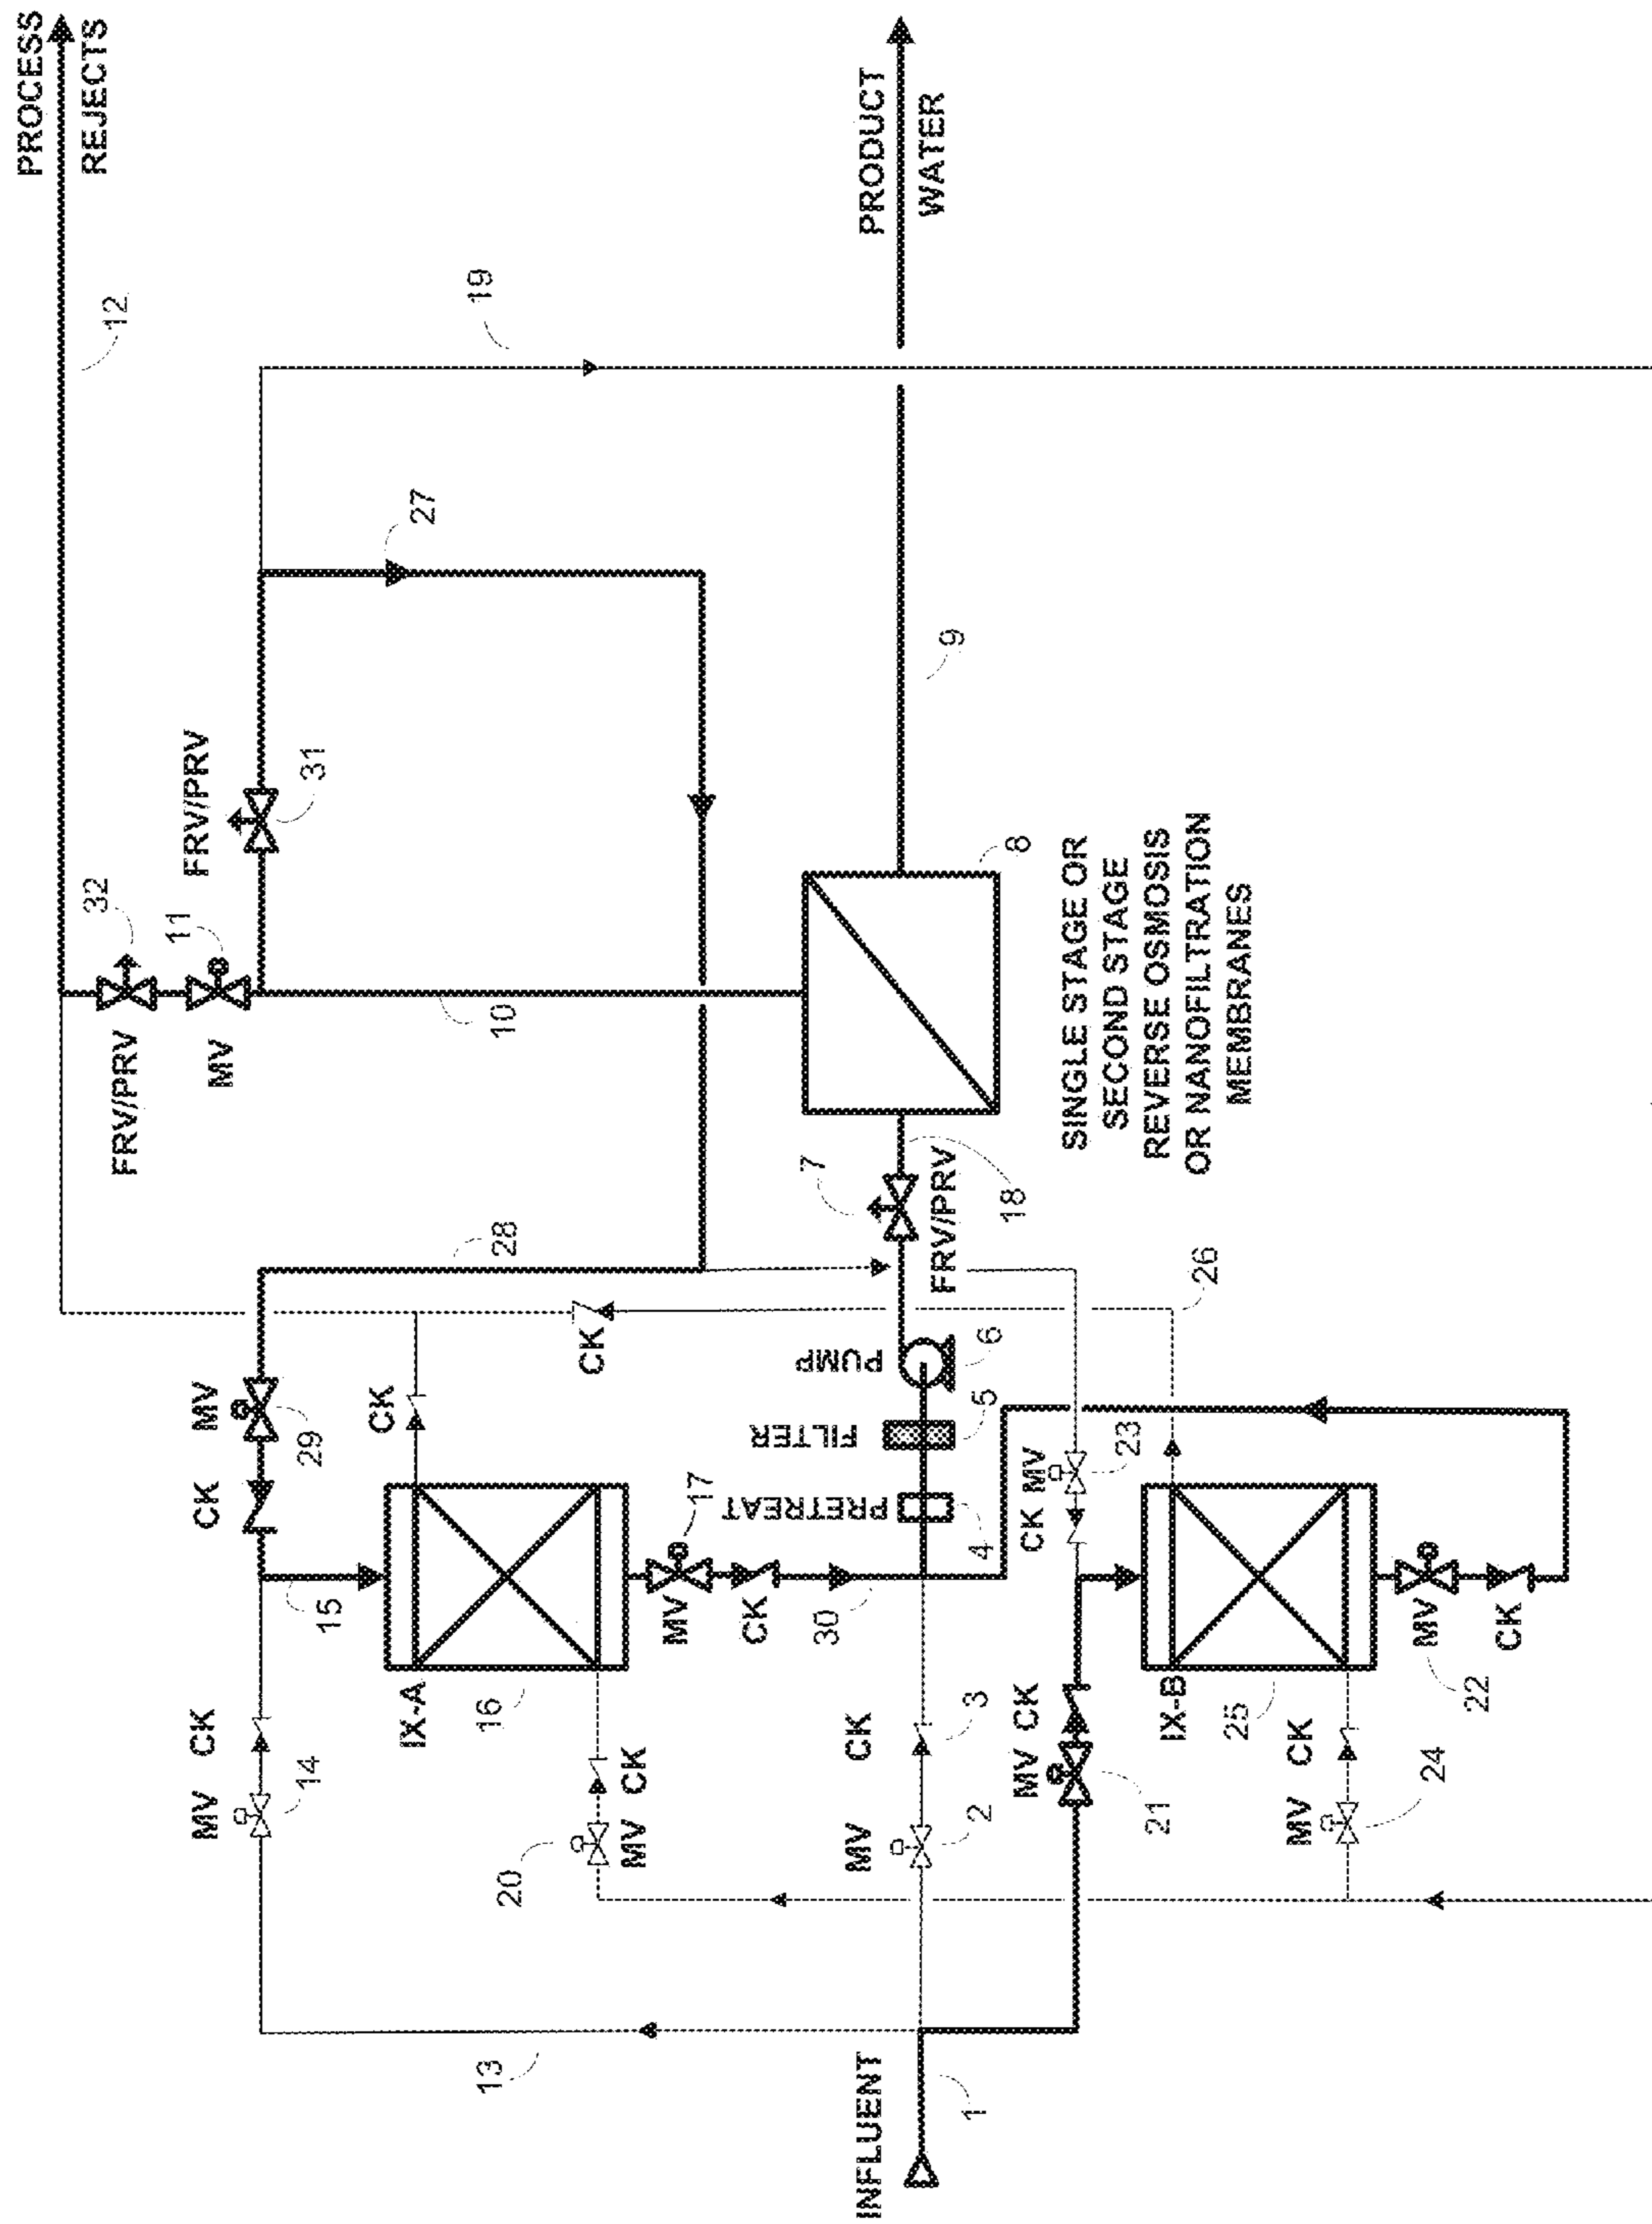 PROCESS
REJECTS
12
19
PRODUCT
WATER
27
9
FRV/PRV
31
32
11
FRV/PRV
MV
10
8
SINGLE STAGE OR
SECOND STAGE
REVERSE OSMOSIS
OR NANOFILTRATION
MEMBRANES
7
FRV/PRV
18
28
26
CK
PUMP
6
MV
29
CK
CK
FILTER
5
PRETREAT
4
CK MV
23
15
17
MV
CK
30
IX-A
16
MV CK
14
20
MV CK
MV CK
2
3
MV CK
21
IX-B
25
MV
CK
22
MV CK
24
13
INFLUENT
1